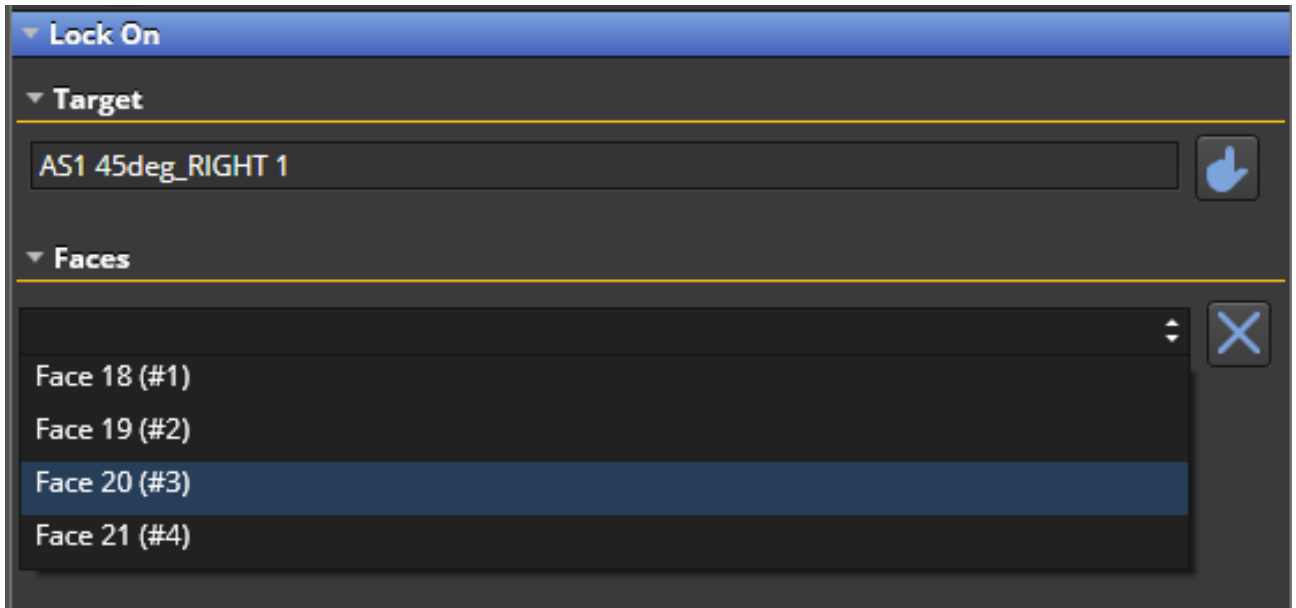 Lock On
Target
AS1 45deg_RIGHT 1
Faces
Face 18 (#1)
Face 19 (#2)
Face 20 (#3)
Face 21 (#4)